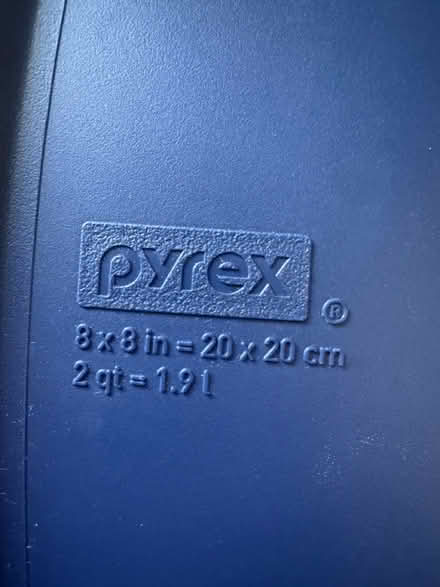 pyrex®
8 x 8 in = 20 x 20 cm
2 qt = 1.9 l